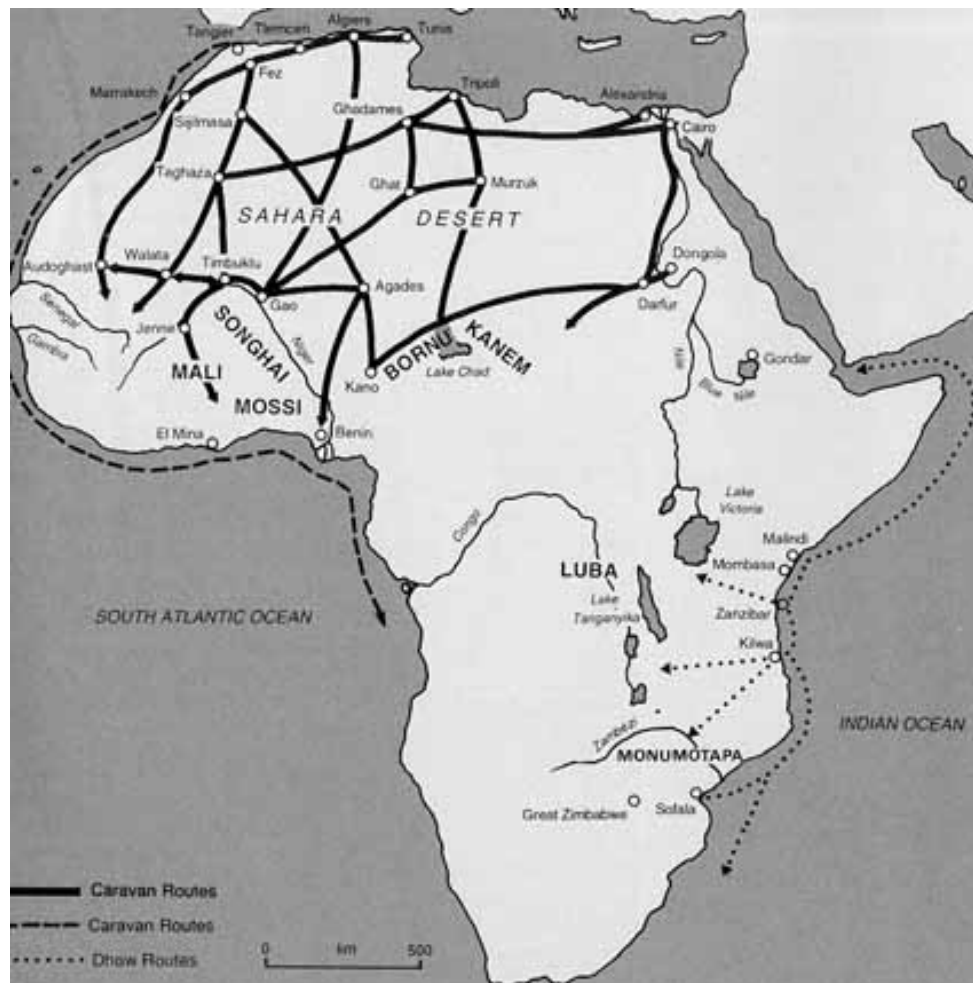 Tangier
Tlemcen
Algiers
Tunis
Fez
Marrakech
Sijilmasa
Ghadames
Tripoli
Alexandria
Cairo
Teghaza
Ghat
Murzuk
SAHARA
DESERT
Audoghast
Walata
Timbuktu
Gao
Agades
Dongola
Darfur
Senegal
Gambia
Jenne
SONGHAI
Niger
MALI
MOSSI
Kano
BORNU
KANEM
Lake Chad
Nile
Blue
Nile
Gondar
El Mina
Benin
Congo
Lake
Victoria
Malindi
Mombasa
LUBA
Lake
Tanganyika
Zanzibar
Kilwa
SOUTH ATLANTIC OCEAN
INDIAN OCEAN
Zambezi
MONUMOTAPA
Great Zimbabwe
Sofala
Caravan Routes
Caravan Routes
Dhow Routes
0 km 500